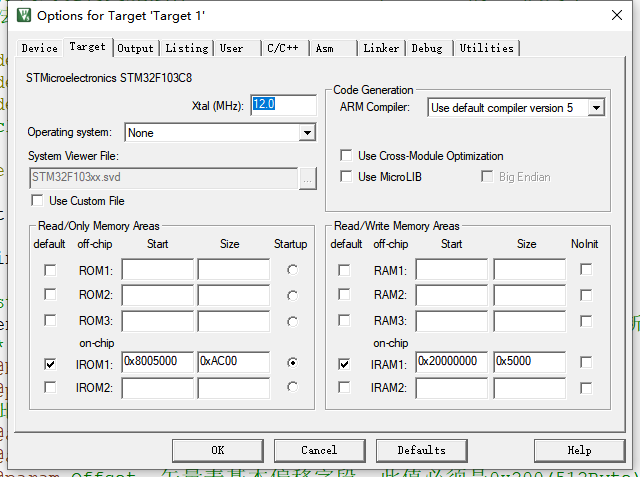 Options for Target 'Target 1'
Device Target Output Listing User C/C++ Asm Linker Debug Utilities
STMicroelectronics STM32F103C8
Xtal (MHz): 12.0
Operating system: None
System Viewer File:
STM32F103xx.svd ...
Use Custom File
Code Generation
ARM Compiler: Use default compiler version 5
Use Cross-Module Optimization
Use MicroLIB Big Endian
Read/Only Memory Areas
default off-chip Start Size Startup
ROM1:
ROM2:
ROM3:
on-chip
IROM1: 0x8005000 0xAC00
IROM2:
Read/Write Memory Areas
default off-chip Start Size NoInit
RAM1:
RAM2:
RAM3:
on-chip
IRAM1: 0x20000000 0x5000
IRAM2:
OK Cancel Defaults Help